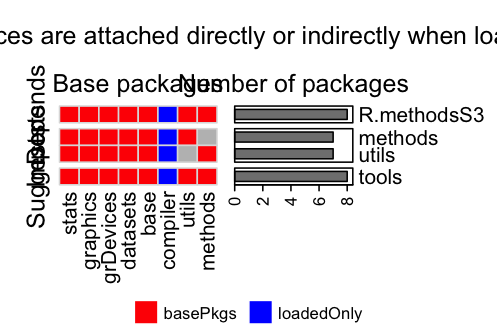 ces are attached directly or indirectly when loa
Base packages
Number of packages
R.methodsS3
methods
utils
tools
stats
graphics
grDevices
datasets
base
compiler
utils
methods
0
2
4
6
8
basePkgs
loadedOnly